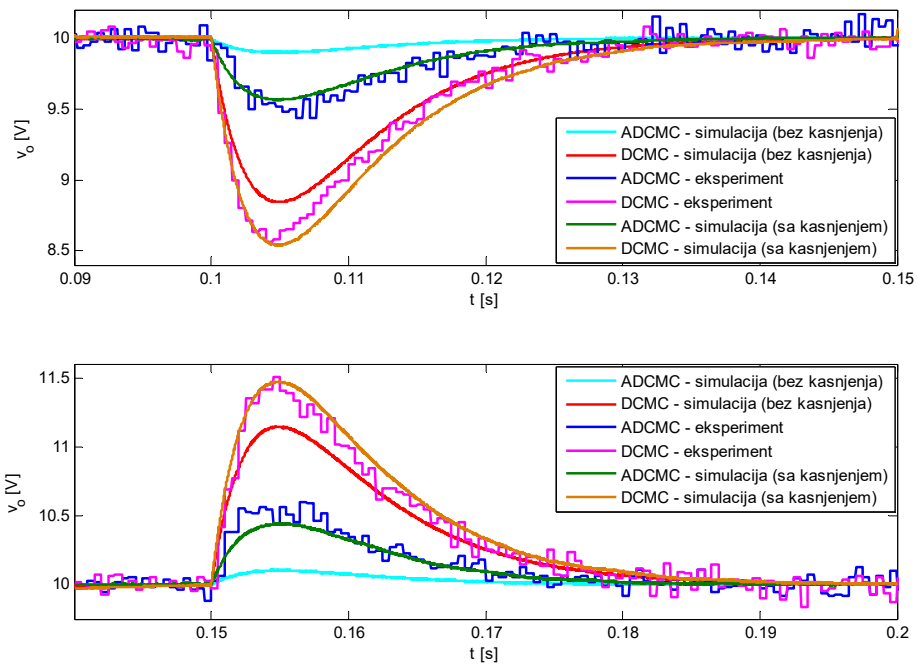 10
9.5
9
8.5
v_o [V]
ADCMC - simulacija (bez kasnjenja)
DCMC - simulacija (bez kasnjenja)
ADCMC - eksperiment
DCMC - eksperiment
ADCMC - simulacija (sa kasnjenjem)
DCMC - simulacija (sa kasnjenjem)
0.09 0.1 0.11 0.12 0.13 0.14 0.15
t [s]
11.5
11
10.5
10
v_o [V]
ADCMC - simulacija (bez kasnjenja)
DCMC - simulacija (bez kasnjenja)
ADCMC - eksperiment
DCMC - eksperiment
ADCMC - simulacija (sa kasnjenjem)
DCMC - simulacija (sa kasnjenjem)
0.15 0.16 0.17 0.18 0.19 0.2
t [s]